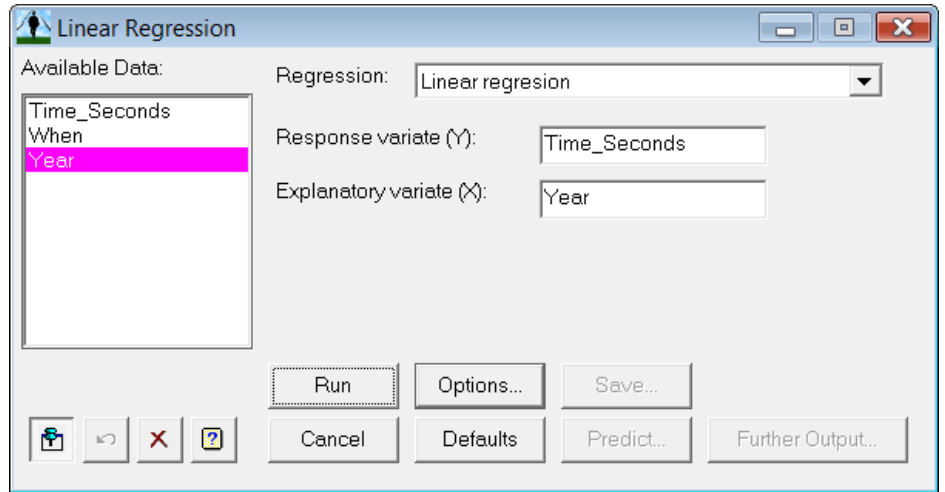 Linear Regression
Available Data:
Time_Seconds
When
Year
Regression:
Linear regresion
Response variate (Y):
Time_Seconds
Explanatory variate (X):
Year
Run
Options...
Save...
Cancel
Defaults
Predict...
Further Output...